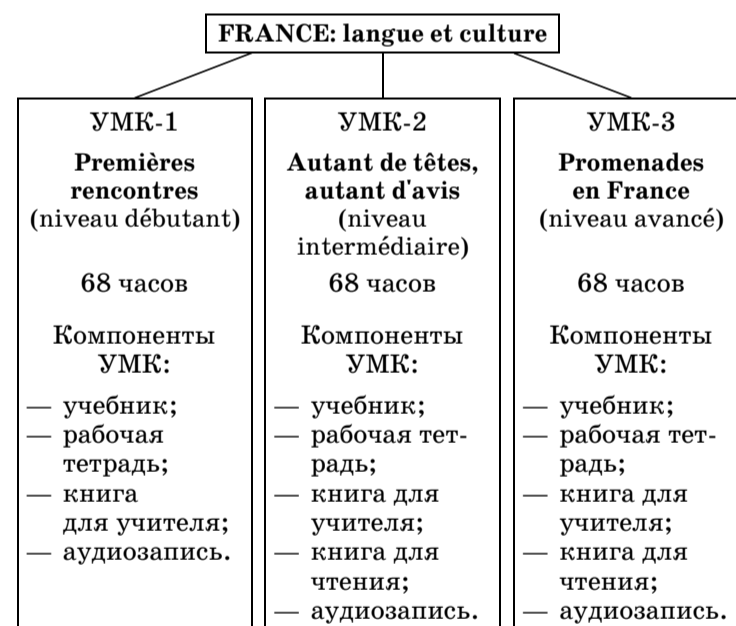 FRANCE: langue et culture
УМК-1
Premières
rencontres
(niveau débutant)
68 часов
Компоненты
УМК:
— учебник;
— рабочая
тетрадь;
— книга
для учителя;
— аудиозапись.
УМК-2
Autant de têtes,
autant d'avis
(niveau
intermédiaire)
68 часов
Компоненты
УМК:
— учебник;
— рабочая тет-
радь;
— книга для
учителя;
— книга для
чтения;
— аудиозапись.
УМК-3
Promenades
en France
(niveau avancé)
68 часов
Компоненты
УМК:
— учебник;
— рабочая тет-
радь;
— книга для
учителя;
— книга для
чтения;
— аудиозапись.